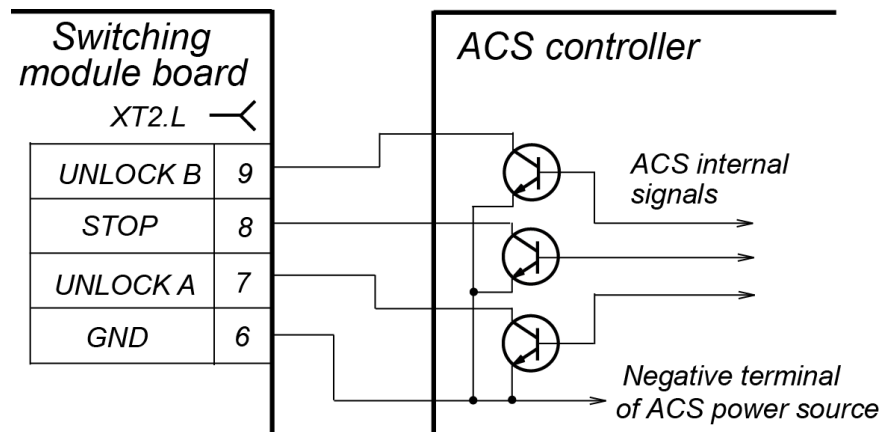 Switching
module board
XT2.L
UNLOCK B 9
STOP 8
UNLOCK A 7
GND 6
ACS controller
ACS internal
signals
Negative terminal
of ACS power source